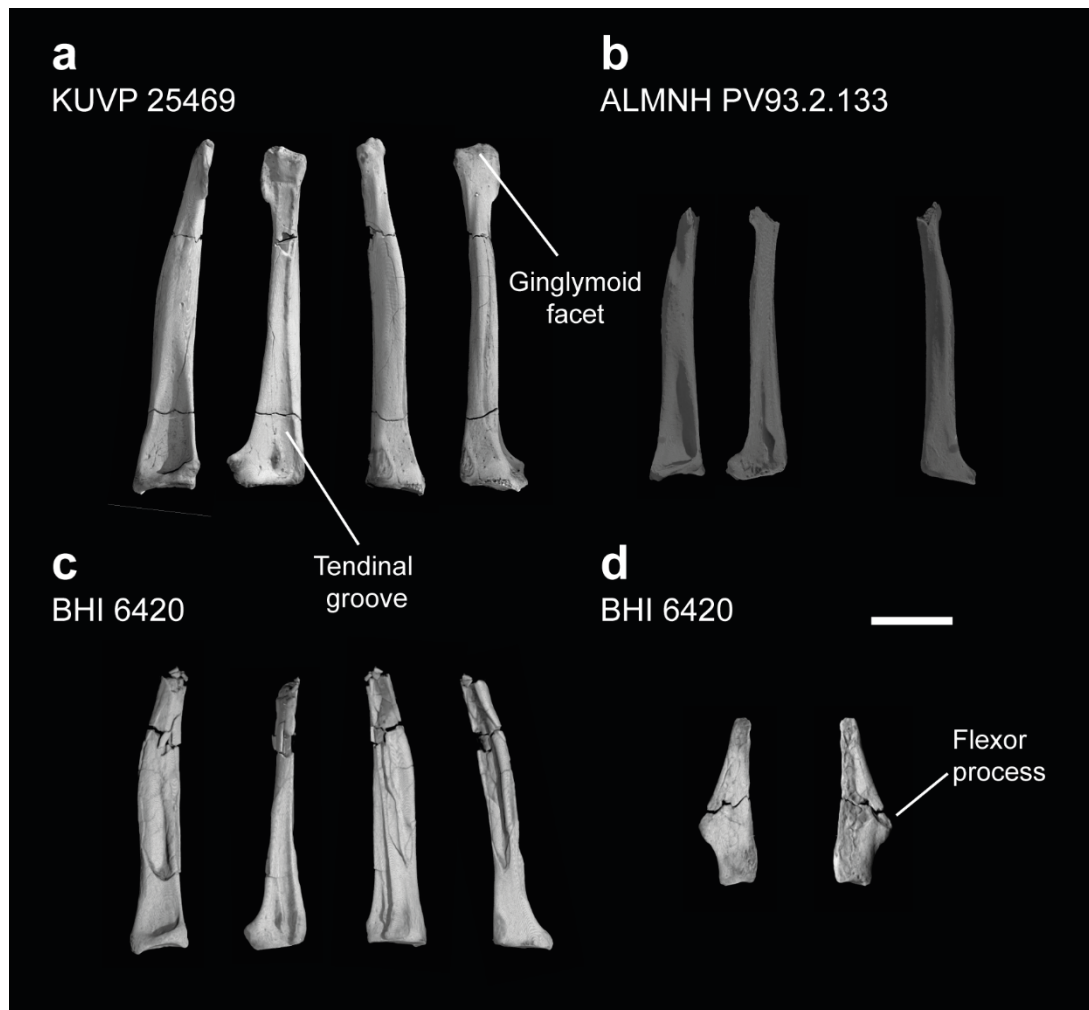 a
KUVP 25469
b
ALMNH PV93.2.133
Ginglymoid
facet
Tendinal
groove
c
BHI 6420
d
BHI 6420
Flexor
process